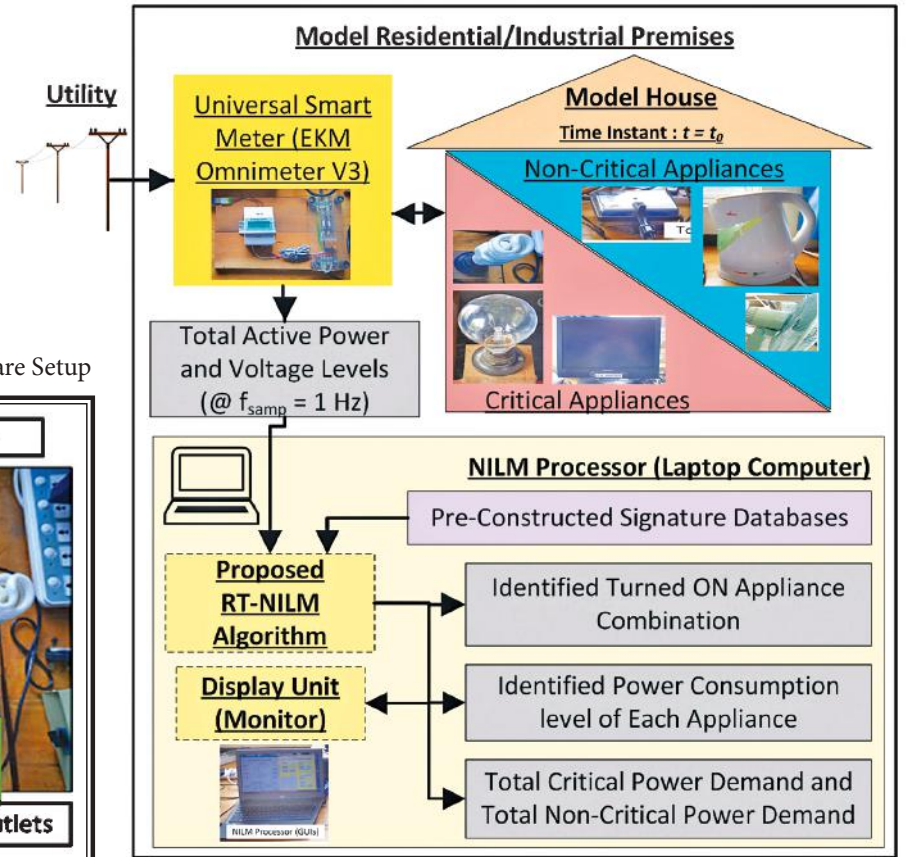 Model Residential/Industrial Premises
Utility
Universal Smart
Meter (EKM
Omnimeter V3)
Model House
Time Instant : t = t0
Non-Critical Appliances
Critical Appliances
Total Active Power
and Voltage Levels
(@ fsamp = 1 Hz)
Setup
NILM Processor (Laptop Computer)
Pre-Constructed Signature Databases
Proposed
RT-NILM
Algorithm
Identified Turned ON Appliance
Combination
Display Unit
(Monitor)
Identified Power Consumption
level of Each Appliance
NILM Processor (GUIs)
Total Critical Power Demand and
Total Non-Critical Power Demand